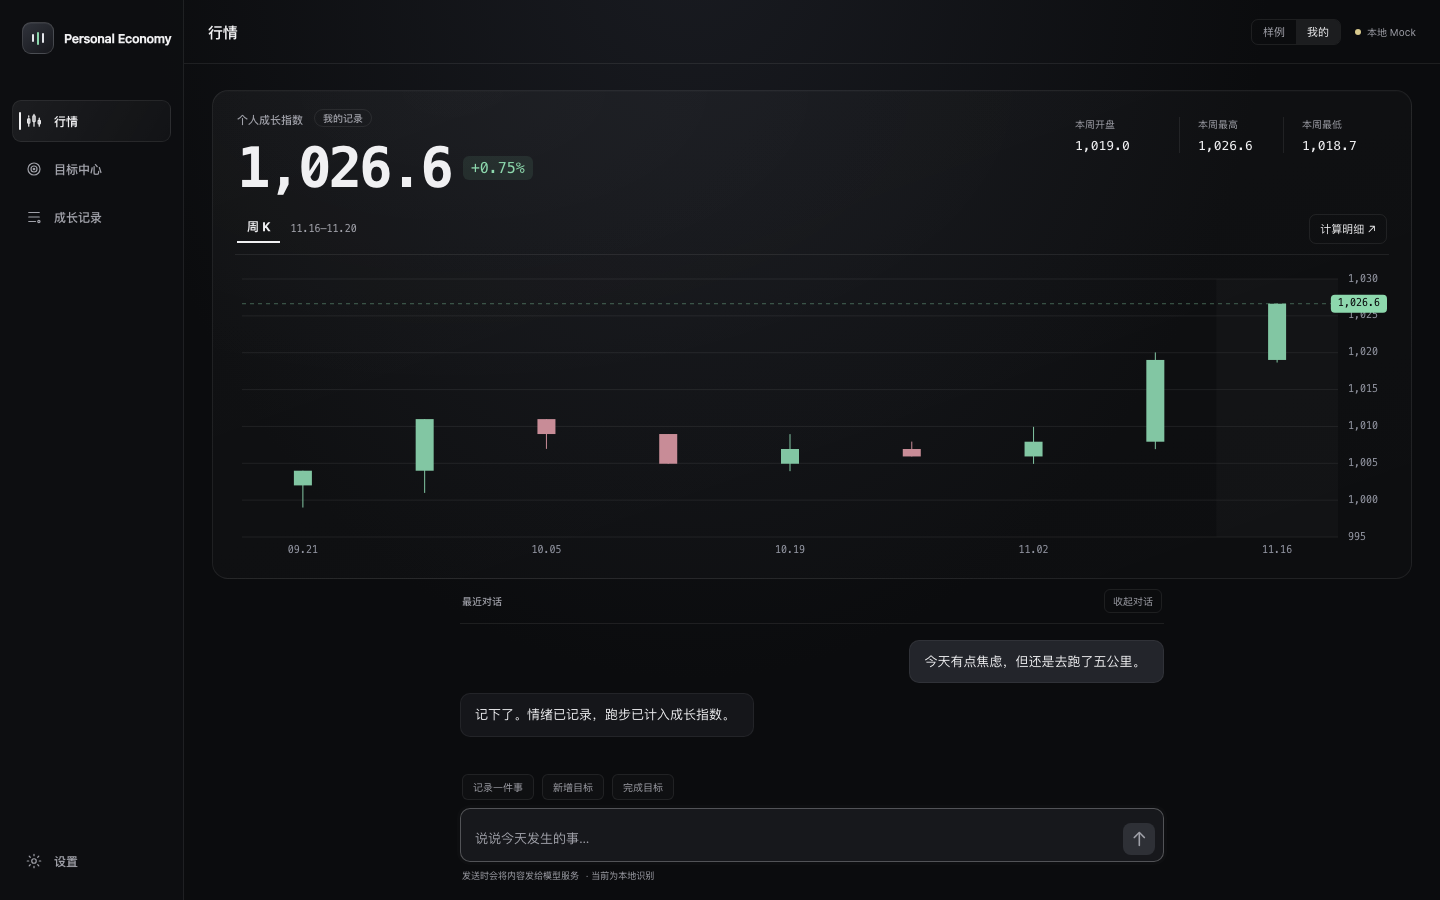 Personal Economy
行情
目标中心
成长记录
设置
行情
样例
我的
本地 Mock
个人成长指数
我的记录
1,026.6
+0.75%
本周开盘
1,019.0
本周最高
1,026.6
本周最低
1,018.7
周 K
11.16—11.20
计算明细 ↗
1,030
1,026.6
1,025
1,020
1,015
1,010
1,005
1,000
995
09.21
10.05
10.19
11.02
11.16
最近对话
收起对话
今天有点焦虑，但还是去跑了五公里。
记下了。情绪已记录，跑步已计入成长指数。
记录一件事
新增目标
完成目标
说说今天发生的事…
发送时会将内容发给模型服务 · 当前为本地识别